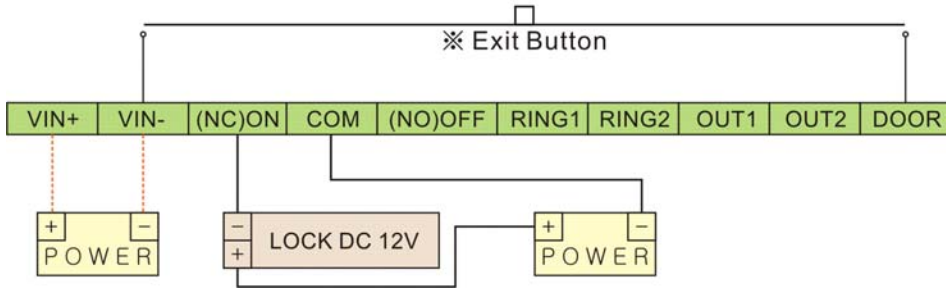 ※ Exit Button
VIN+ VIN- (NC)ON COM (NO)OFF RING1 RING2 OUT1 OUT2 DOOR
+ − − + −
POWER + LOCK DC 12V POWER